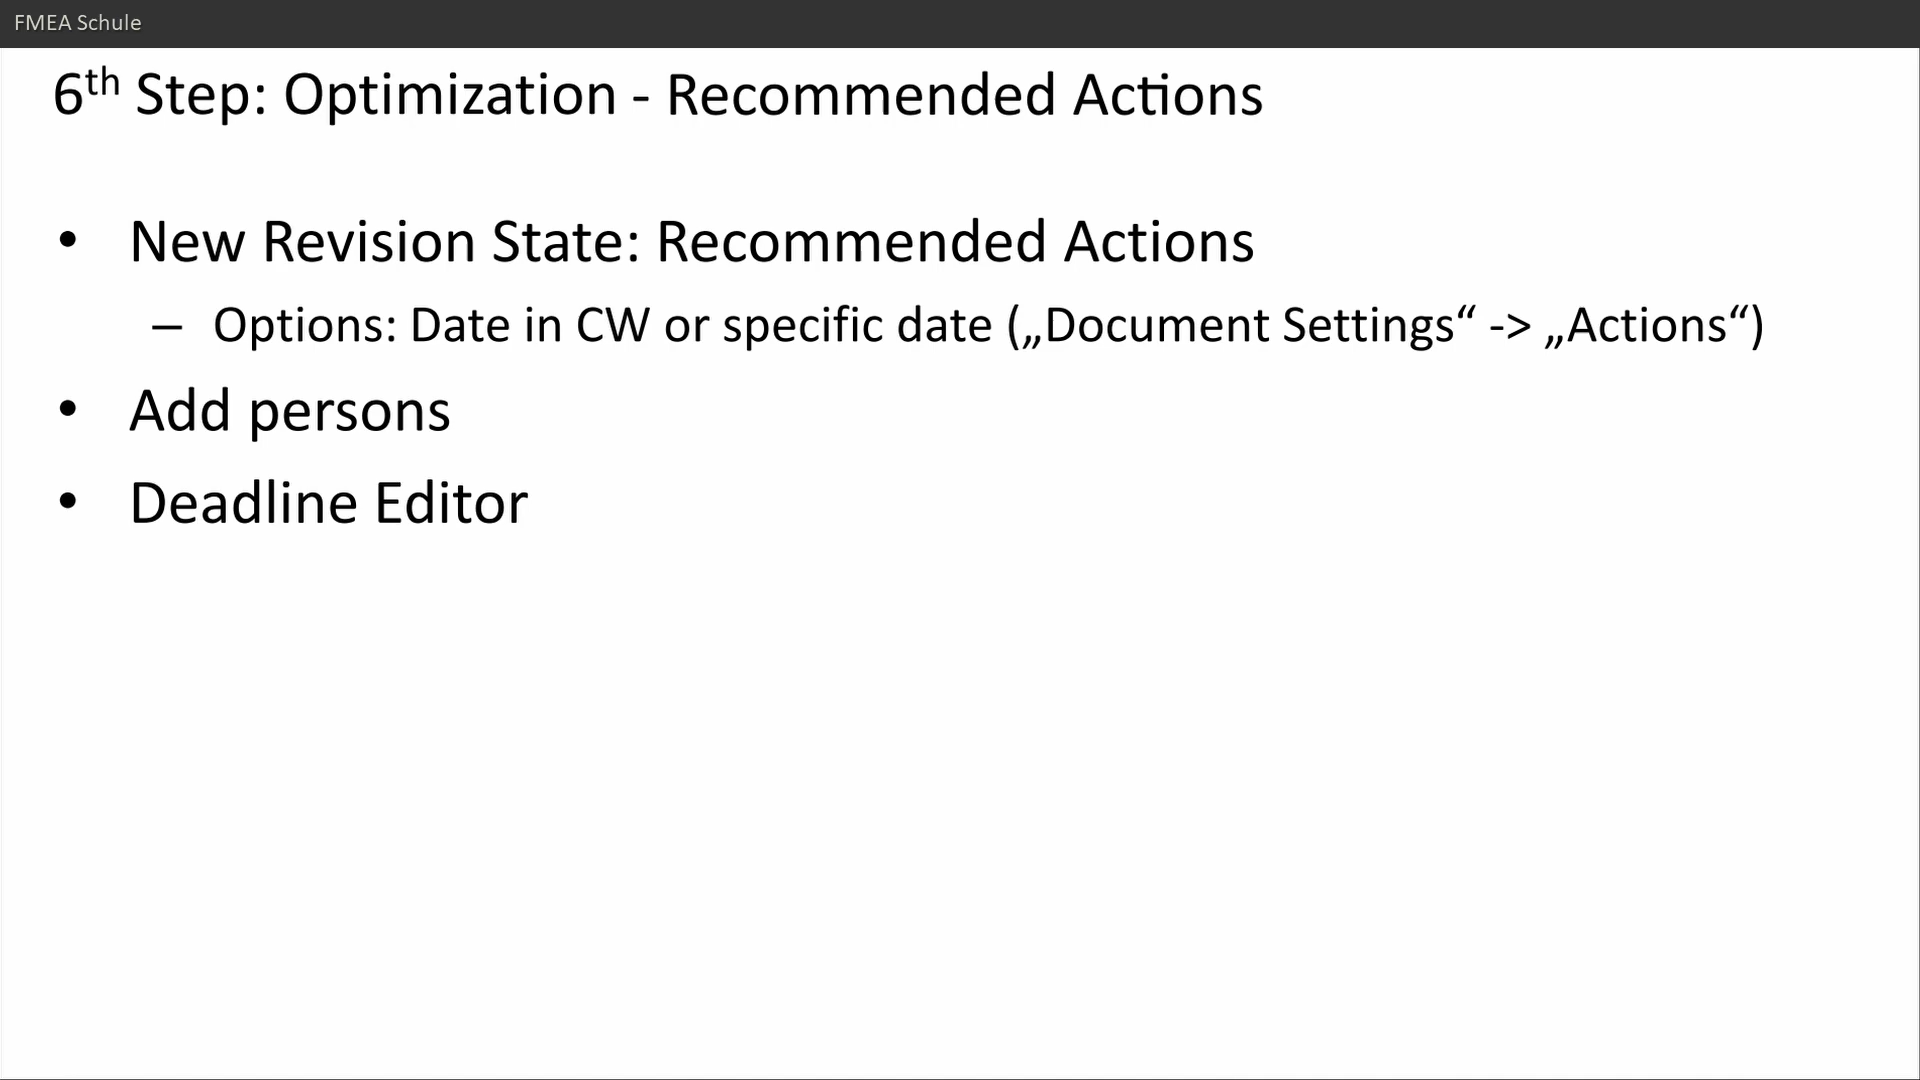 FMEA Schule
6th Step: Optimization - Recommended Actions
• New Revision State: Recommended Actions
– Options: Date in CW or specific date („Document Settings“ -> „Actions“)
• Add persons
• Deadline Editor